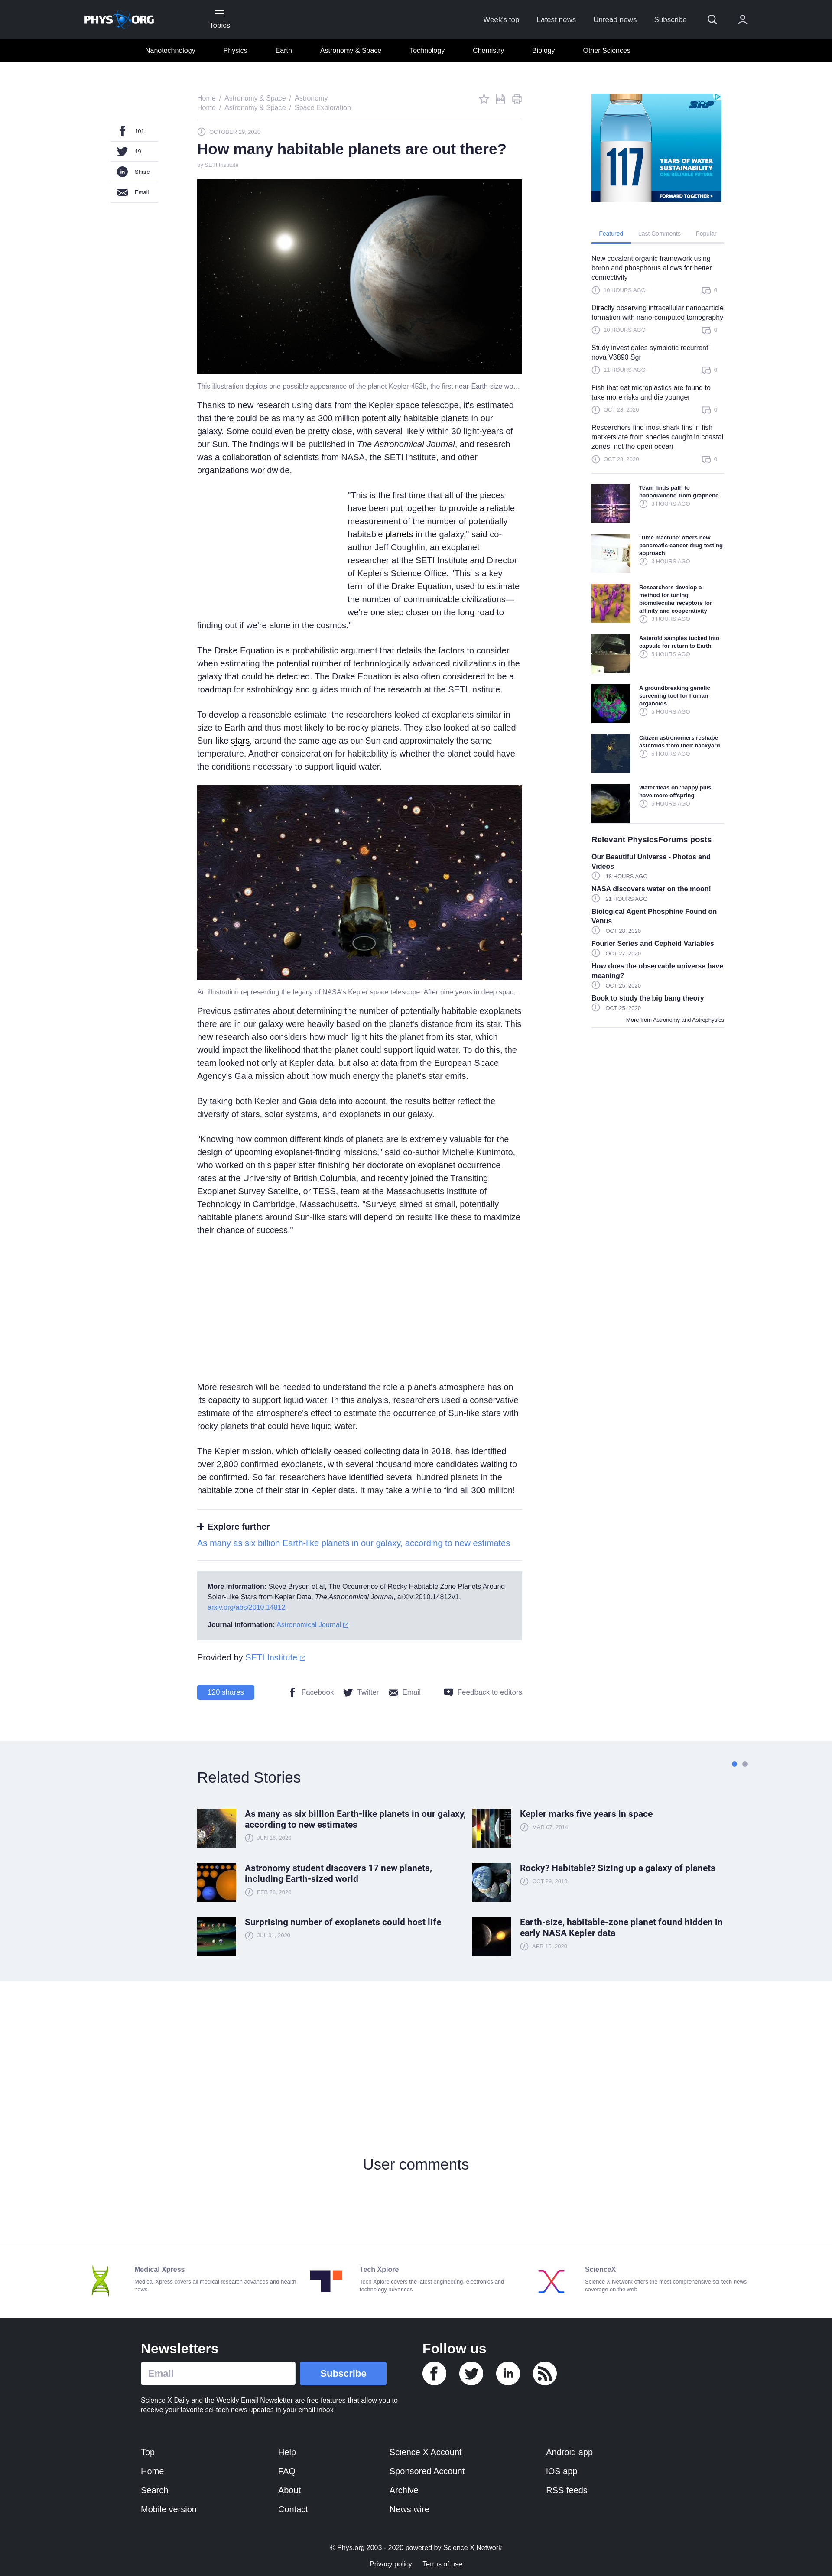 PHYS ORG
Topics
Week's top
Latest news
Unread news
Subscribe
Nanotechnology
Physics
Earth
Astronomy & Space
Technology
Chemistry
Biology
Other Sciences
101
19
Share
Email
Home / Astronomy & Space / Astronomy
Home / Astronomy & Space / Space Exploration
OCTOBER 29, 2020
How many habitable planets are out there?
by SETI Institute
This illustration depicts one possible appearance of the planet Kepler-452b, the first near-Earth-size wo…
Thanks to new research using data from the Kepler space telescope, it's estimated
that there could be as many as 300 million potentially habitable planets in our
galaxy. Some could even be pretty close, with several likely within 30 light-years of
our Sun. The findings will be published in The Astronomical Journal, and research
was a collaboration of scientists from NASA, the SETI Institute, and other
organizations worldwide.
"This is the first time that all of the pieces
have been put together to provide a reliable
measurement of the number of potentially
habitable planets in the galaxy," said co-
author Jeff Coughlin, an exoplanet
researcher at the SETI Institute and Director
of Kepler's Science Office. "This is a key
term of the Drake Equation, used to estimate
the number of communicable civilizations—
we're one step closer on the long road to
finding out if we're alone in the cosmos."
The Drake Equation is a probabilistic argument that details the factors to consider
when estimating the potential number of technologically advanced civilizations in the
galaxy that could be detected. The Drake Equation is also often considered to be a
roadmap for astrobiology and guides much of the research at the SETI Institute.
To develop a reasonable estimate, the researchers looked at exoplanets similar in
size to Earth and thus most likely to be rocky planets. They also looked at so-called
Sun-like stars, around the same age as our Sun and approximately the same
temperature. Another consideration for habitability is whether the planet could have
the conditions necessary to support liquid water.
An illustration representing the legacy of NASA's Kepler space telescope. After nine years in deep spac…
Previous estimates about determining the number of potentially habitable exoplanets
there are in our galaxy were heavily based on the planet's distance from its star. This
new research also considers how much light hits the planet from its star, which
would impact the likelihood that the planet could support liquid water. To do this, the
team looked not only at Kepler data, but also at data from the European Space
Agency's Gaia mission about how much energy the planet's star emits.
By taking both Kepler and Gaia data into account, the results better reflect the
diversity of stars, solar systems, and exoplanets in our galaxy.
"Knowing how common different kinds of planets are is extremely valuable for the
design of upcoming exoplanet-finding missions," said co-author Michelle Kunimoto,
who worked on this paper after finishing her doctorate on exoplanet occurrence
rates at the University of British Columbia, and recently joined the Transiting
Exoplanet Survey Satellite, or TESS, team at the Massachusetts Institute of
Technology in Cambridge, Massachusetts. "Surveys aimed at small, potentially
habitable planets around Sun-like stars will depend on results like these to maximize
their chance of success."
More research will be needed to understand the role a planet's atmosphere has on
its capacity to support liquid water. In this analysis, researchers used a conservative
estimate of the atmosphere's effect to estimate the occurrence of Sun-like stars with
rocky planets that could have liquid water.
The Kepler mission, which officially ceased collecting data in 2018, has identified
over 2,800 confirmed exoplanets, with several thousand more candidates waiting to
be confirmed. So far, researchers have identified several hundred planets in the
habitable zone of their star in Kepler data. It may take a while to find all 300 million!
Explore further
As many as six billion Earth-like planets in our galaxy, according to new estimates
More information: Steve Bryson et al, The Occurrence of Rocky Habitable Zone Planets Around
Solar-Like Stars from Kepler Data, The Astronomical Journal, arXiv:2010.14812v1,
arxiv.org/abs/2010.14812
Journal information: Astronomical Journal
Provided by SETI Institute
120 shares
Facebook
Twitter
Email
Feedback to editors
SRP
117
YEARS OF WATER
SUSTAINABILITY
ONE RELIABLE FUTURE
FORWARD TOGETHER
Featured
Last Comments
Popular
New covalent organic framework using
boron and phosphorus allows for better
connectivity
10 HOURS AGO
0
Directly observing intracellular nanoparticle
formation with nano-computed tomography
10 HOURS AGO
0
Study investigates symbiotic recurrent
nova V3890 Sgr
11 HOURS AGO
0
Fish that eat microplastics are found to
take more risks and die younger
OCT 28, 2020
0
Researchers find most shark fins in fish
markets are from species caught in coastal
zones, not the open ocean
OCT 28, 2020
0
Team finds path to
nanodiamond from graphene
3 HOURS AGO
'Time machine' offers new
pancreatic cancer drug testing
approach
3 HOURS AGO
Researchers develop a
method for tuning
biomolecular receptors for
affinity and cooperativity
3 HOURS AGO
Asteroid samples tucked into
capsule for return to Earth
5 HOURS AGO
A groundbreaking genetic
screening tool for human
organoids
5 HOURS AGO
Citizen astronomers reshape
asteroids from their backyard
5 HOURS AGO
Water fleas on 'happy pills'
have more offspring
5 HOURS AGO
Relevant PhysicsForums posts
Our Beautiful Universe - Photos and
Videos
18 HOURS AGO
NASA discovers water on the moon!
21 HOURS AGO
Biological Agent Phosphine Found on
Venus
OCT 28, 2020
Fourier Series and Cepheid Variables
OCT 27, 2020
How does the observable universe have
meaning?
OCT 25, 2020
Book to study the big bang theory
OCT 25, 2020
More from Astronomy and Astrophysics
Related Stories
As many as six billion Earth-like planets in our galaxy,
according to new estimates
JUN 16, 2020
Kepler marks five years in space
MAR 07, 2014
Astronomy student discovers 17 new planets,
including Earth-sized world
FEB 28, 2020
Rocky? Habitable? Sizing up a galaxy of planets
OCT 29, 2018
Surprising number of exoplanets could host life
JUL 31, 2020
Earth-size, habitable-zone planet found hidden in
early NASA Kepler data
APR 15, 2020
User comments
Medical Xpress
Medical Xpress covers all medical research advances and health
news
Tech Xplore
Tech Xplore covers the latest engineering, electronics and
technology advances
ScienceX
Science X Network offers the most comprehensive sci-tech news
coverage on the web
Newsletters
Email
Subscribe
Science X Daily and the Weekly Email Newsletter are free features that allow you to
receive your favorite sci-tech news updates in your email inbox
Follow us
Top
Home
Search
Mobile version
Help
FAQ
About
Contact
Science X Account
Sponsored Account
Archive
News wire
Android app
iOS app
RSS feeds
© Phys.org 2003 - 2020 powered by Science X Network
Privacy policy
Terms of use